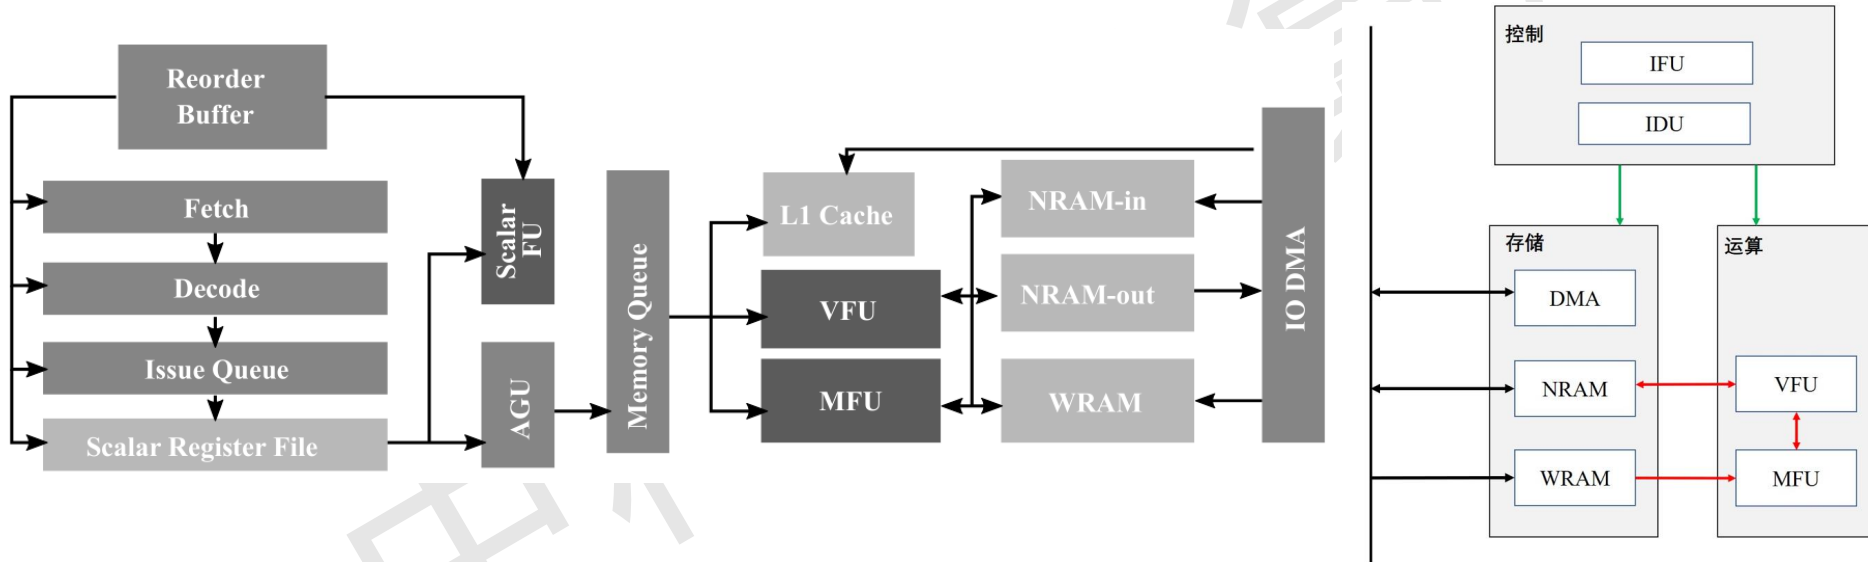 Reorder
Buffer
Fetch
Decode
Issue Queue
Scalar Register File
Scalar
FU
AGU
Memory Queue
L1 Cache
VFU
MFU
NRAM-in
NRAM-out
WRAM
IO DMA
控制
IFU
IDU
存储
DMA
NRAM
WRAM
运算
VFU
MFU